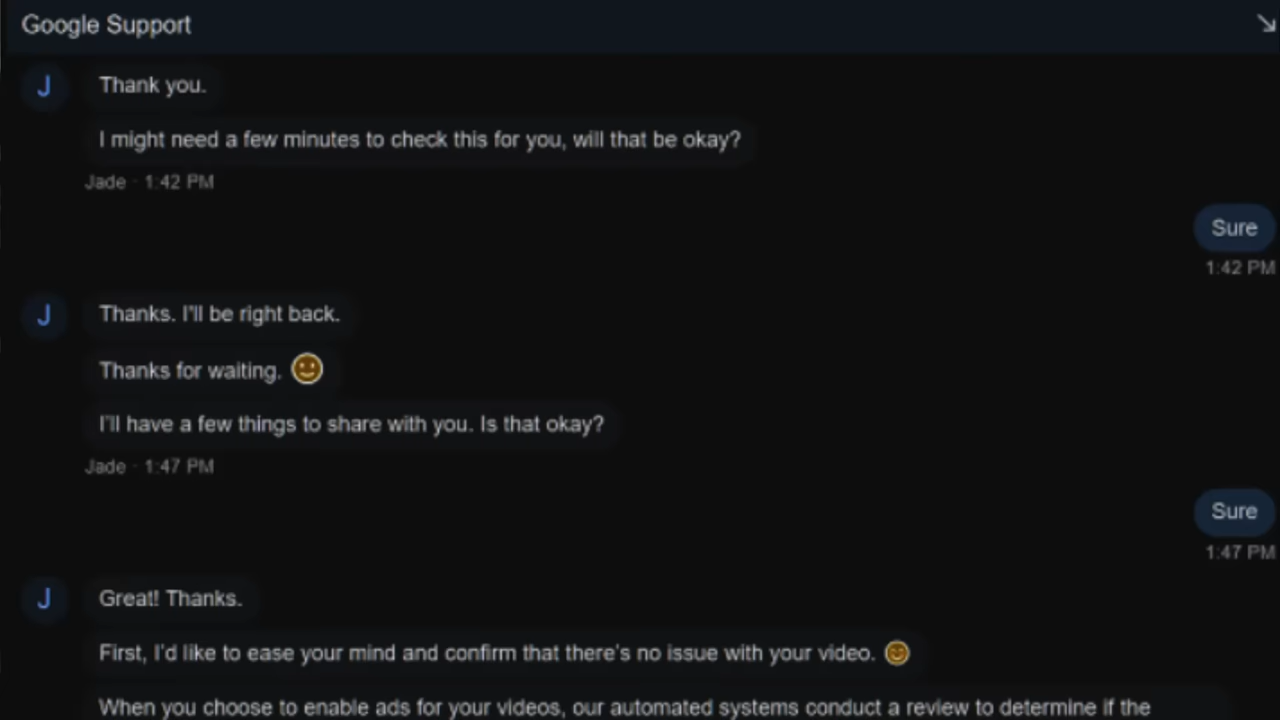 Google Support
J
Thank you.
I might need a few minutes to check this for you, will that be okay?
Jade · 1:42 PM
Sure
1:42 PM
J
Thanks. I'll be right back.
Thanks for waiting.
I'll have a few things to share with you. Is that okay?
Jade · 1:47 PM
Sure
1:47 PM
J
Great! Thanks.
First, I'd like to ease your mind and confirm that there's no issue with your video.
When you choose to enable ads for your videos, our automated systems conduct a review to determine if the